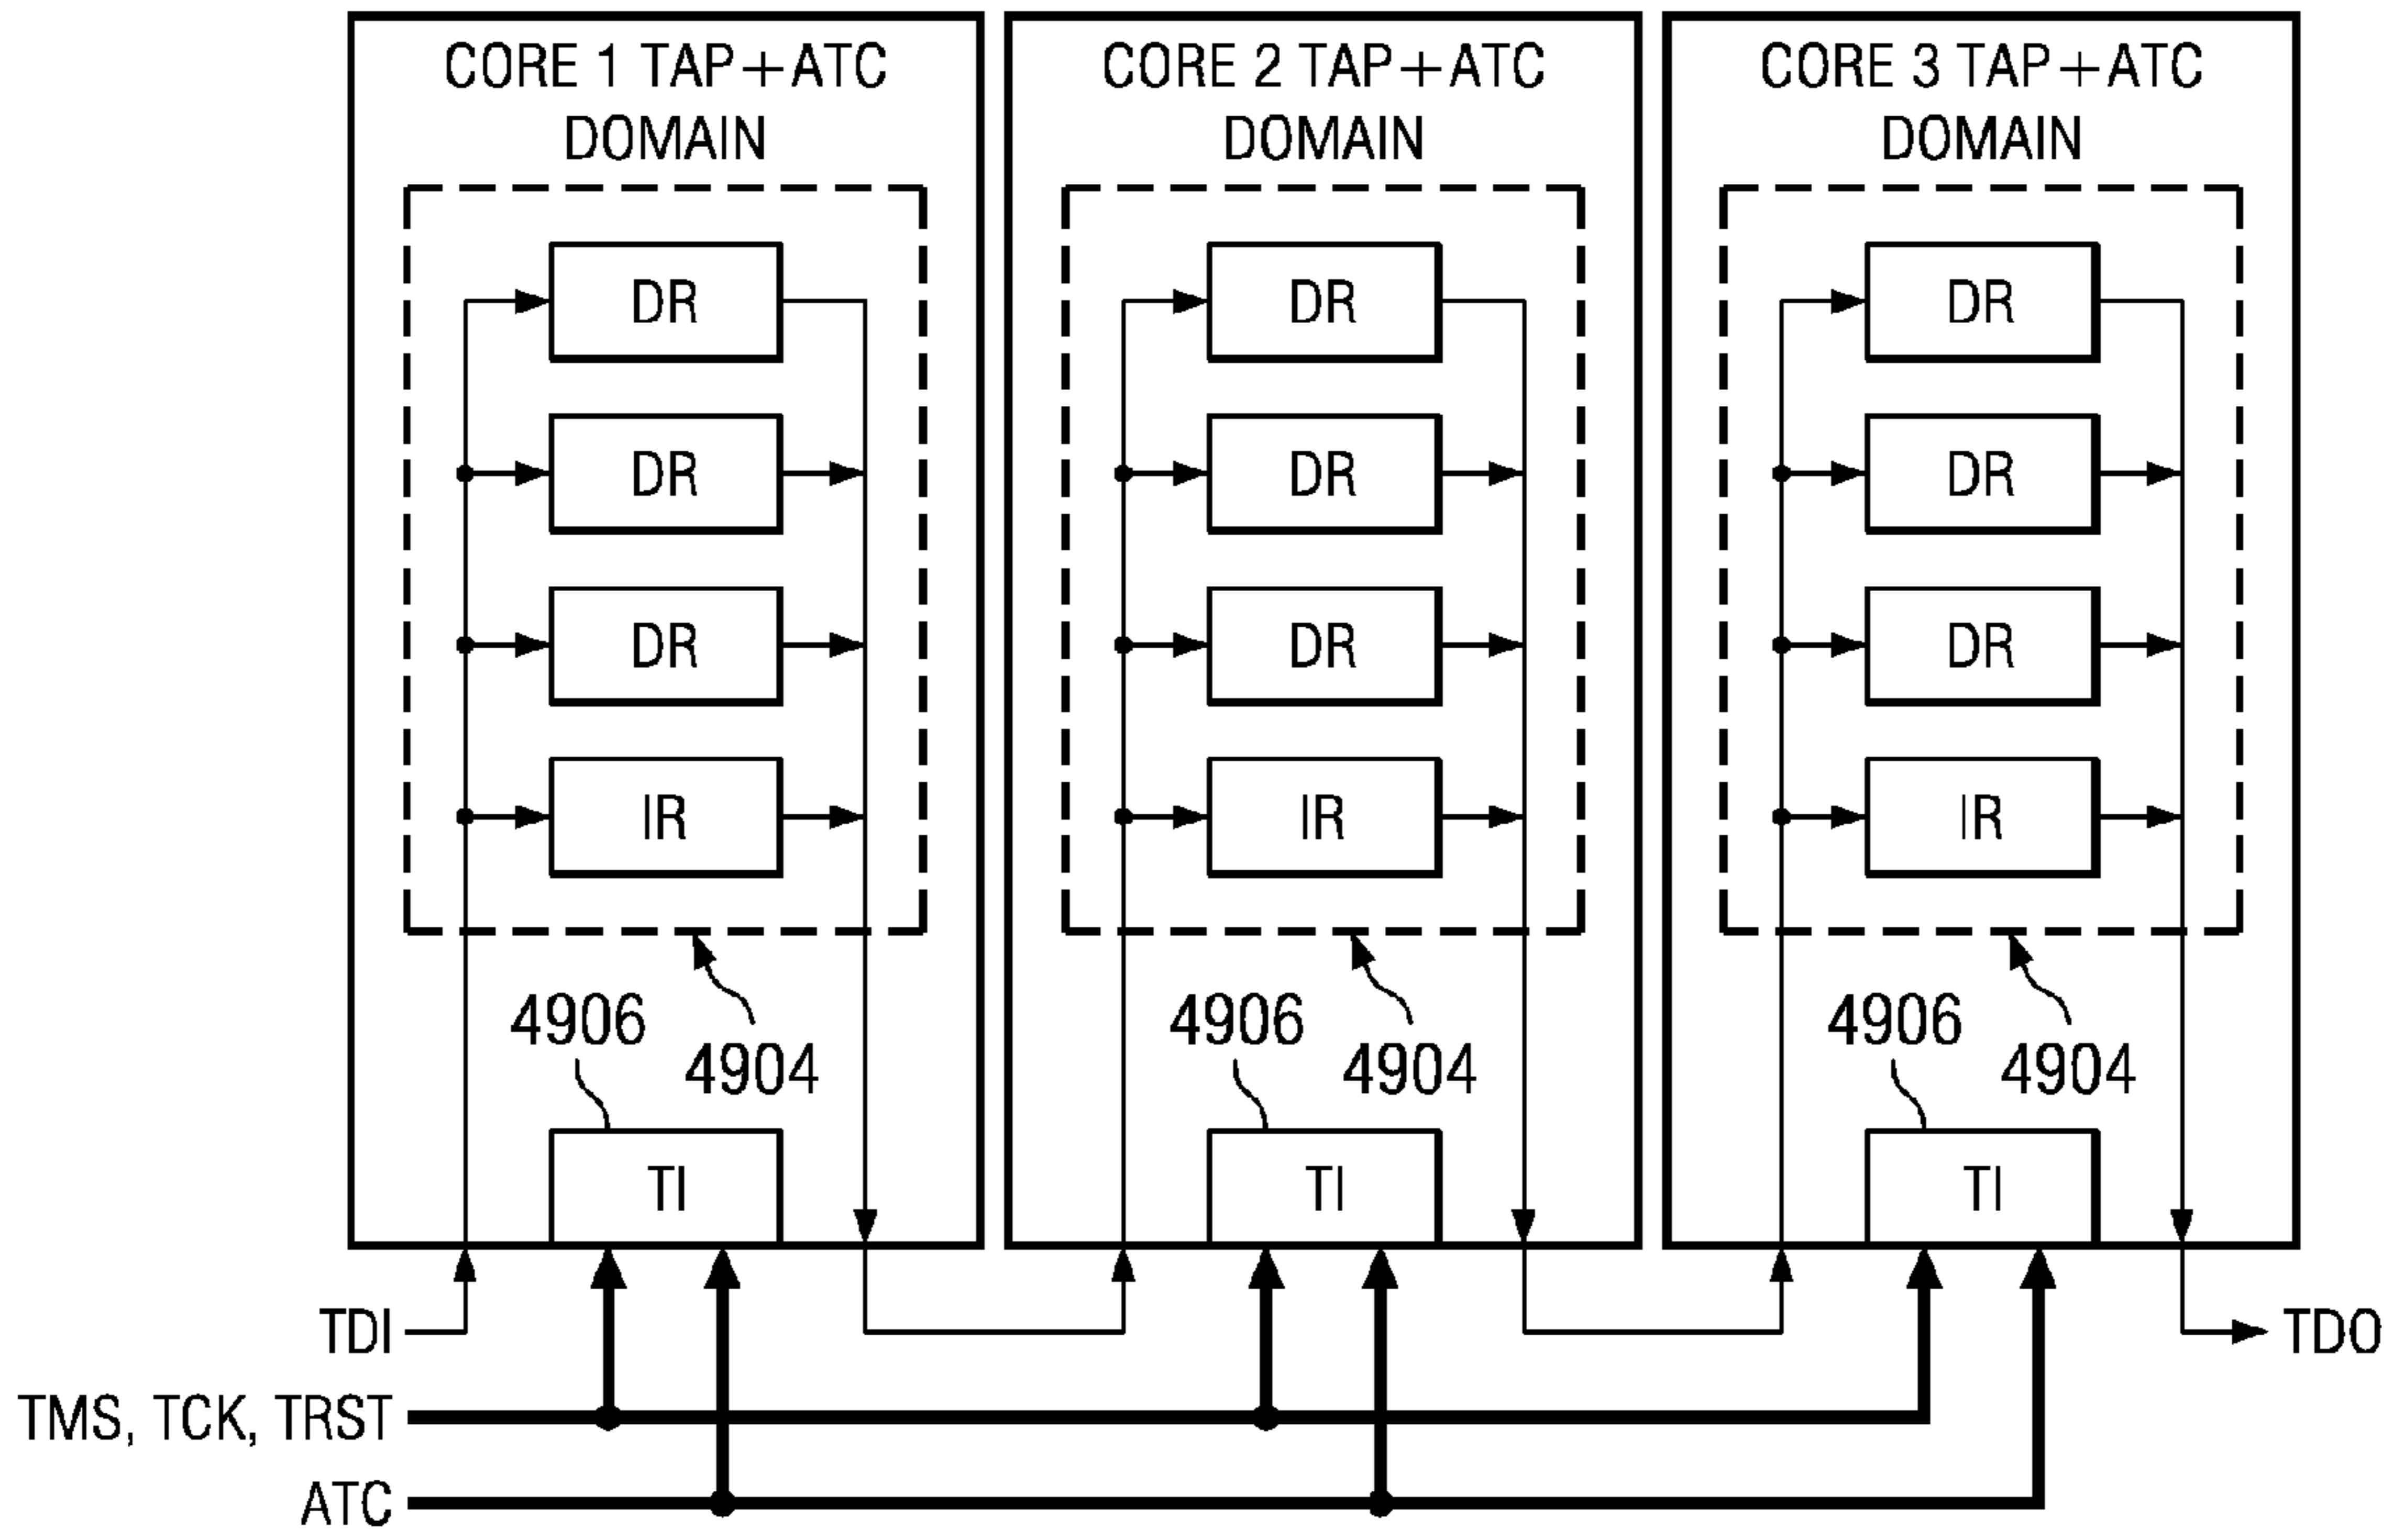 CORE 1 TAP+ATC
DOMAIN
DR
DR
DR
IR
4906
4904
TI
CORE 2 TAP+ATC
DOMAIN
DR
DR
DR
IR
4906
4904
TI
CORE 3 TAP+ATC
DOMAIN
DR
DR
DR
IR
4906
4904
TI
TDI
TDO
TMS, TCK, TRST
ATC